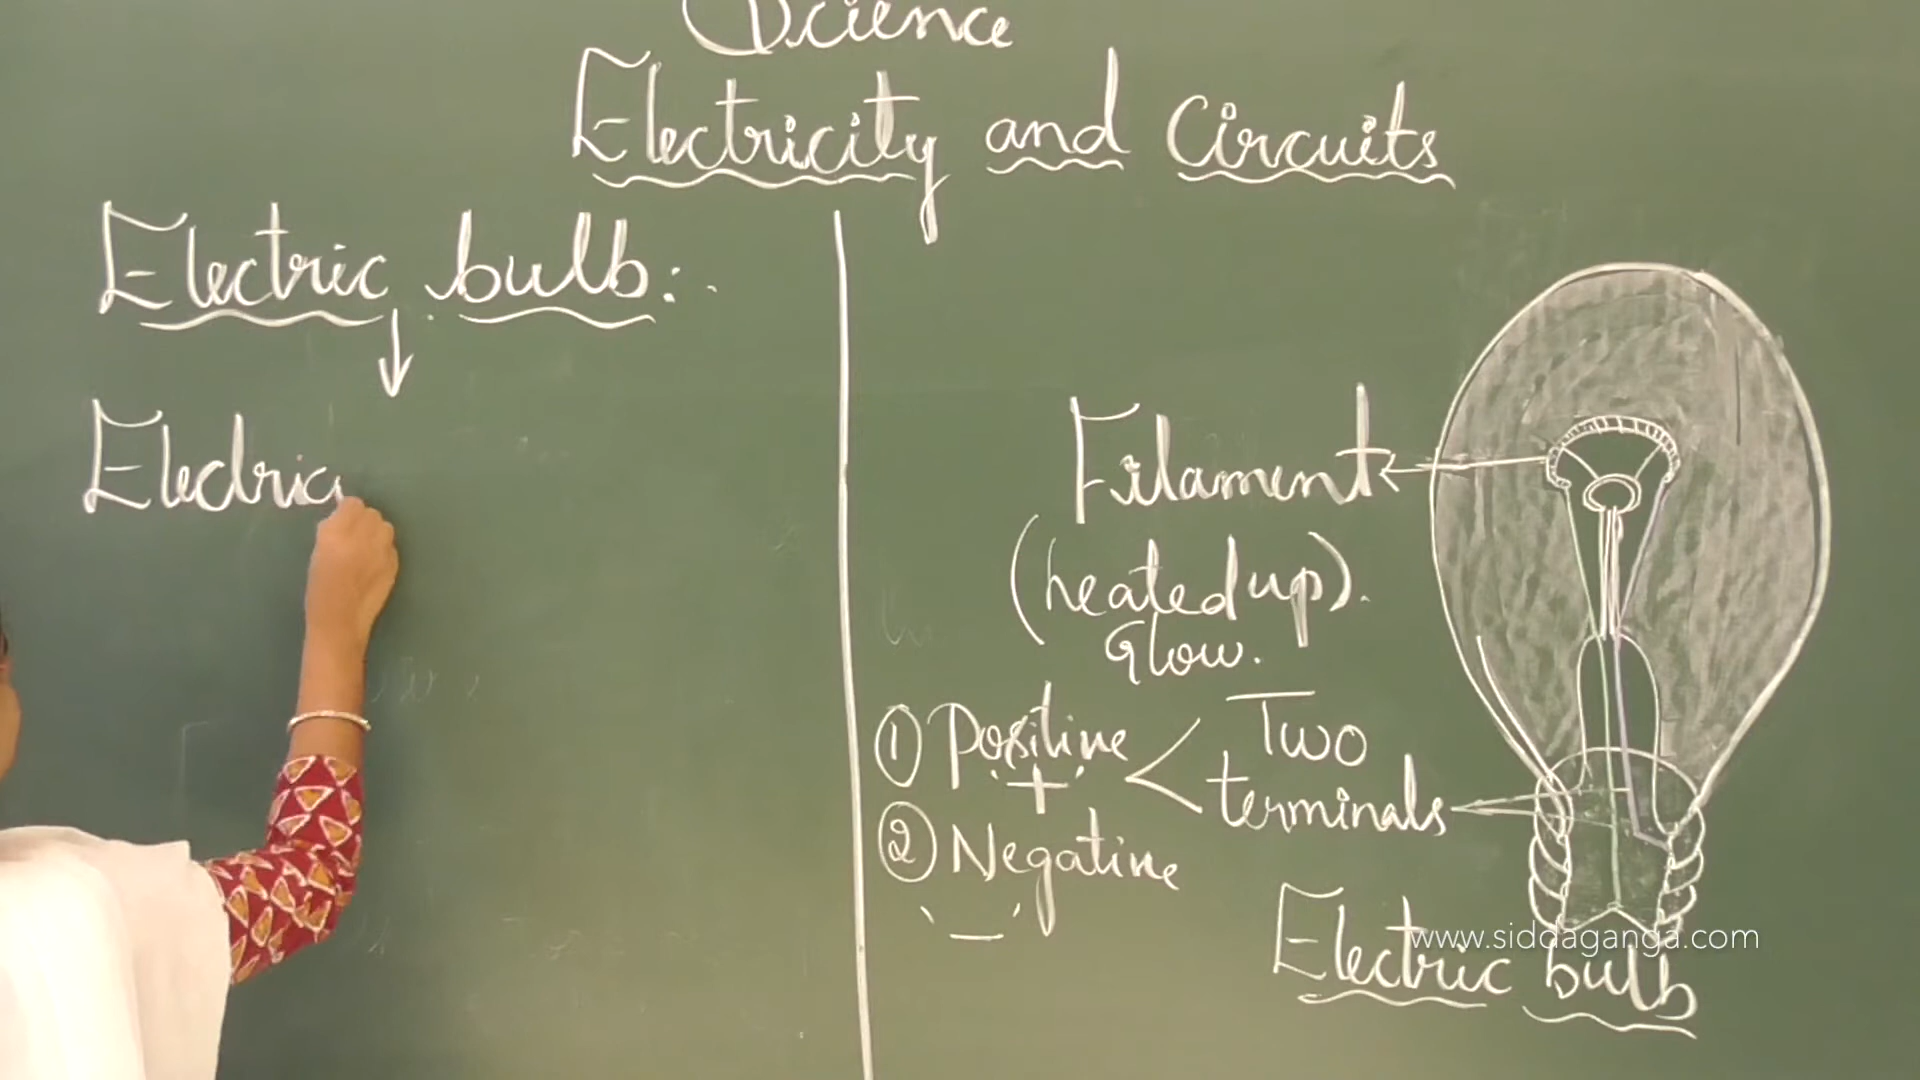 Science
Electricity and Circuits
Electric bulb:
Electric
Filament
(heated up).
Glow.
① Positive
+
② Negative
–
Two
terminals
Electric bulb
www.siddaganga.com